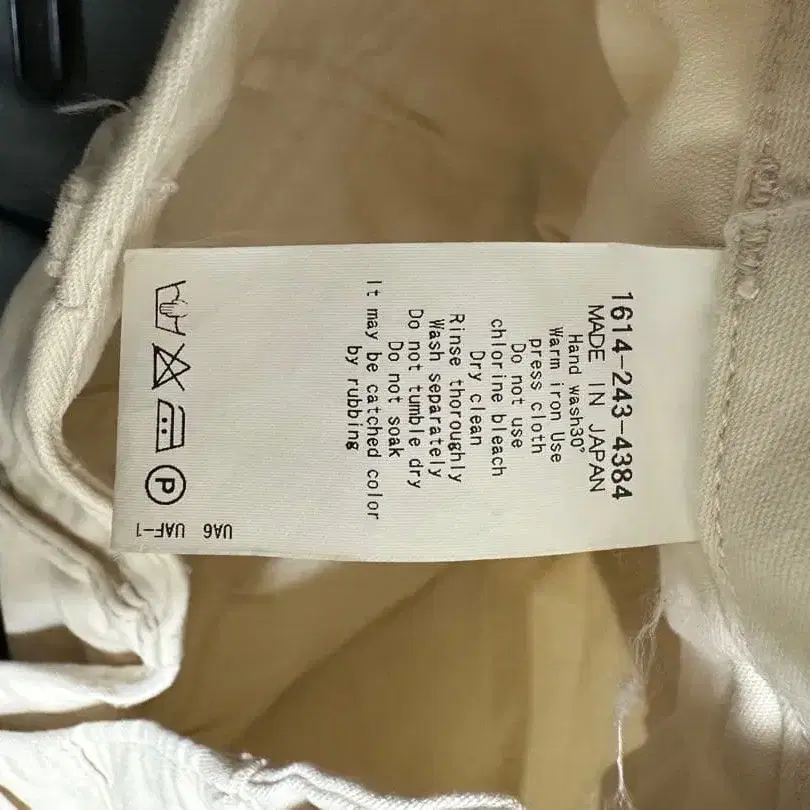 1614-243-4384
MADE IN JAPAN
Hand wash30°
Warm iron Use
press cloth
Do not use
chlorine bleach
Dry clean
Rinse thoroughly
Wash separately
Do not tumble dry
Do not soak
It may be catched color
by rubbing
P
UA6
UAF-1